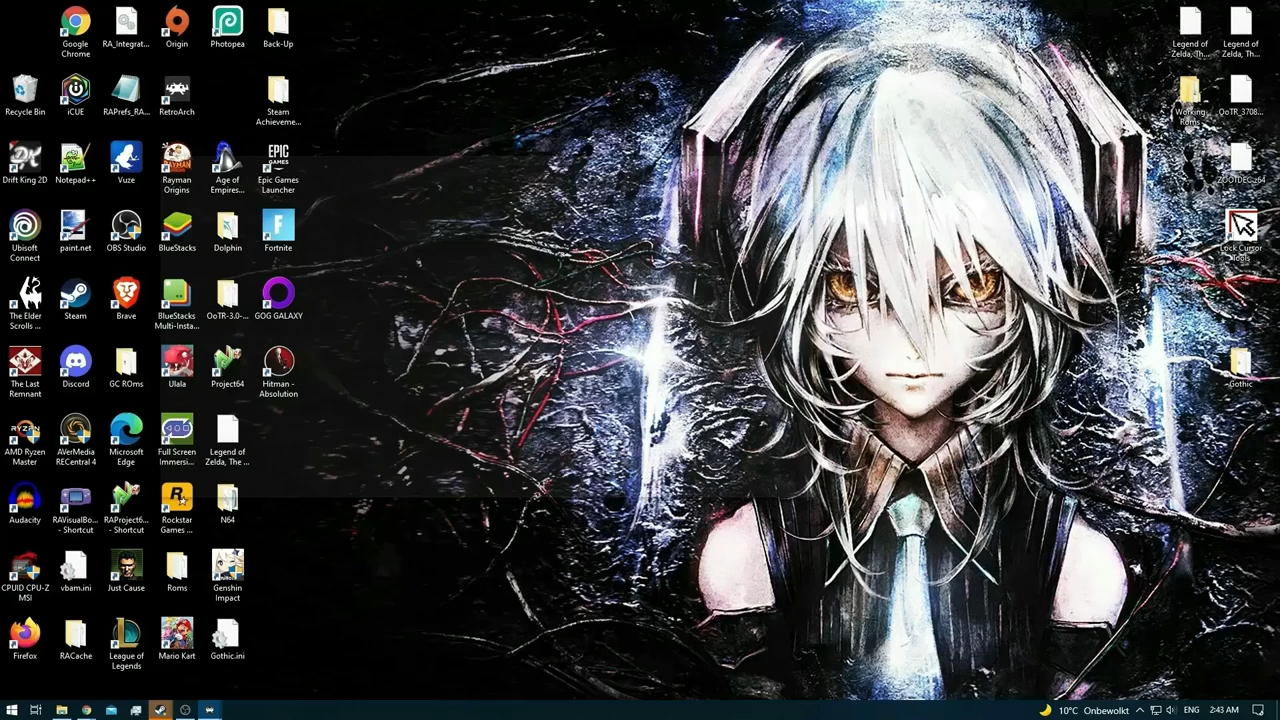 Google
Chrome
RA_Integrat...
Origin
Photopea
Back-Up
Recycle Bin
iCUE
RAPrefs_RA...
RetroArch
Steam
Achieveme...
Drift King 2D
Notepad++
Vuze
Rayman
Origins
Age of
Empires...
EPIC
GAMES
Epic Games
Launcher
Ubisoft
Connect
paint.net
OBS Studio
BlueStacks
Dolphin
Fortnite
The Elder
Scrolls ...
Steam
Brave
BlueStacks
Multi-Insta...
OoTR-3.0-...
GOG GALAXY
The Last
Remnant
Discord
GC ROms
Ulala
Project64
Hitman -
Absolution
RYZEN
AMD Ryzen
Master
AVerMedia
RECentral 4
Microsoft
Edge
Full Screen
Immersi...
Legend of
Zelda, The ...
Audacity
RAVisualBo...
- Shortcut
RAProject6...
- Shortcut
Rockstar
Games ...
N64
CPUID CPU-Z
MSI
vbam.ini
Just Cause
Roms
Genshin
Impact
Firefox
RACache
League of
Legends
Mario Kart
Gothic.ini
Legend of
Zelda, Th...
Legend of
Zelda, Th...
Working
Roms
OoTR_3708...
ZOOTDEC.z64
Lock Cursor
Tools
Gothic
10°C Onbewolkt
ENG
2:43 AM